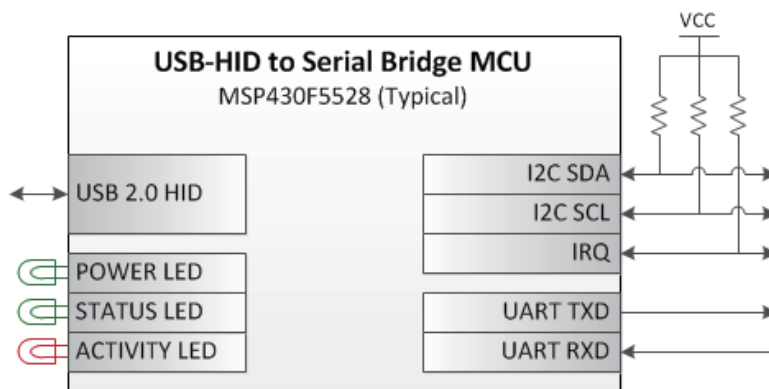 VCC
USB-HID to Serial Bridge MCU
MSP430F5528 (Typical)
USB 2.0 HID
POWER LED
STATUS LED
ACTIVITY LED
I2C SDA
I2C SCL
IRQ
UART TXD
UART RXD